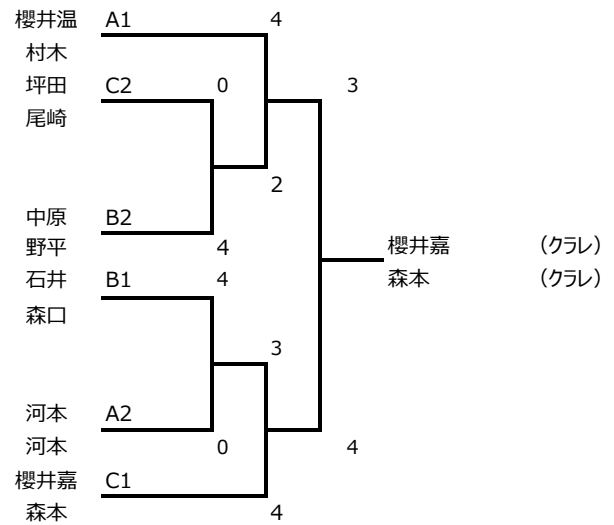 櫻井温 A1 4
村木
坪田 C2 0 3
尾崎
2
中原 B2
野平 4 櫻井嘉 （クラレ）
石井 B1 4 森本 （クラレ）
森口
3
河本 A2
河本 0 4
櫻井嘉 C1
森本 4